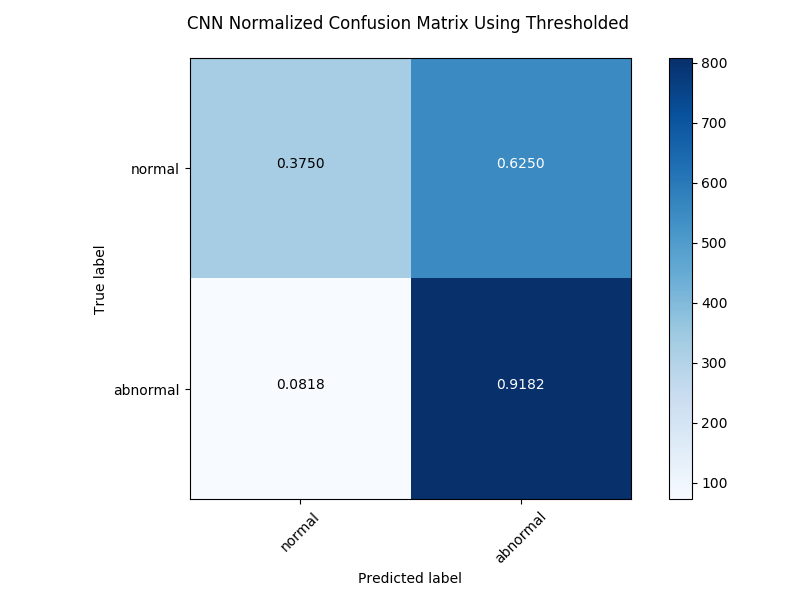 CNN Normalized Confusion Matrix Using Thresholded
True label
normal
abnormal
0.3750
0.6250
0.0818
0.9182
normal
abnormal
Predicted label
800
700
600
500
400
300
200
100